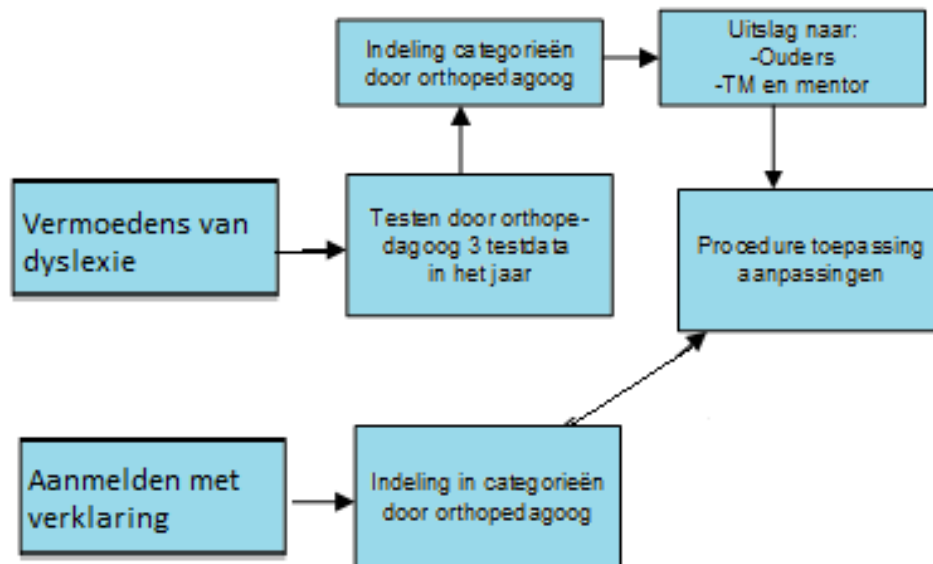 Indeling categorieën
door orthopedagoog
Uitslag naar:
-Ouders
-TM en mentor
Vermoedens van
dyslexie
Testen door orthope-
dagoog 3 testdata
in het jaar
Procedure toepassing
aanpassingen
Aanmelden met
verklaring
Indeling in categorieën
door orthopedagoog